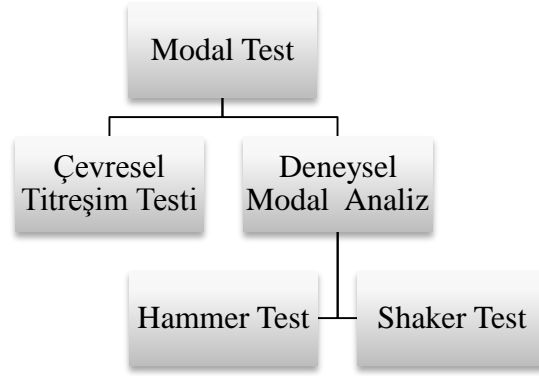 Modal Test
Çevresel
Titreşim Testi
Deneysel
Modal Analiz
Hammer Test
Shaker Test